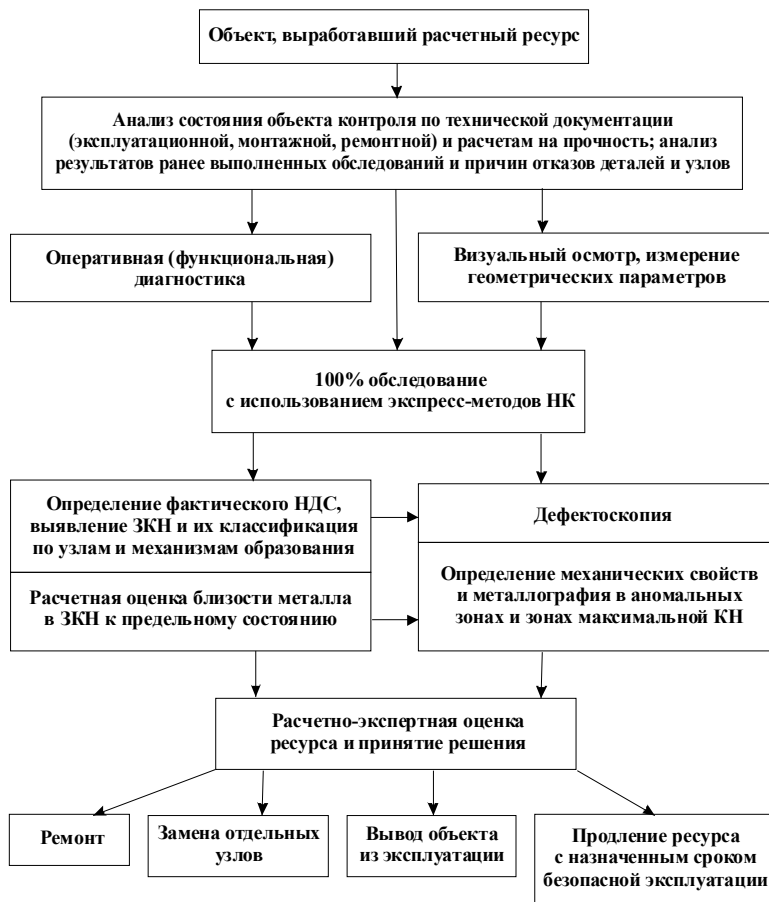 Объект, выработавший расчетный ресурс
Анализ состояния объекта контроля по технической документации
(эксплуатационной, монтажной, ремонтной) и расчетам на прочность; анализ
результатов ранее выполненных обследований и причин отказов деталей и узлов
Оперативная (функциональная)
диагностика
Визуальный осмотр, измерение
геометрических параметров
100% обследование
с использованием экспресс-методов НК
Определение фактического НДС,
выявление ЗКН и их классификация
по узлам и механизмам образования
Дефектоскопия
Расчетная оценка близости металла
в ЗКН к предельному состоянию
Определение механических свойств
и металлография в аномальных
зонах и зонах максимальной КН
Расчетно-экспертная оценка
ресурса и принятие решения
Ремонт
Замена отдельных
узлов
Вывод объекта
из эксплуатации
Продление ресурса
с назначенным сроком
безопасной эксплуатации